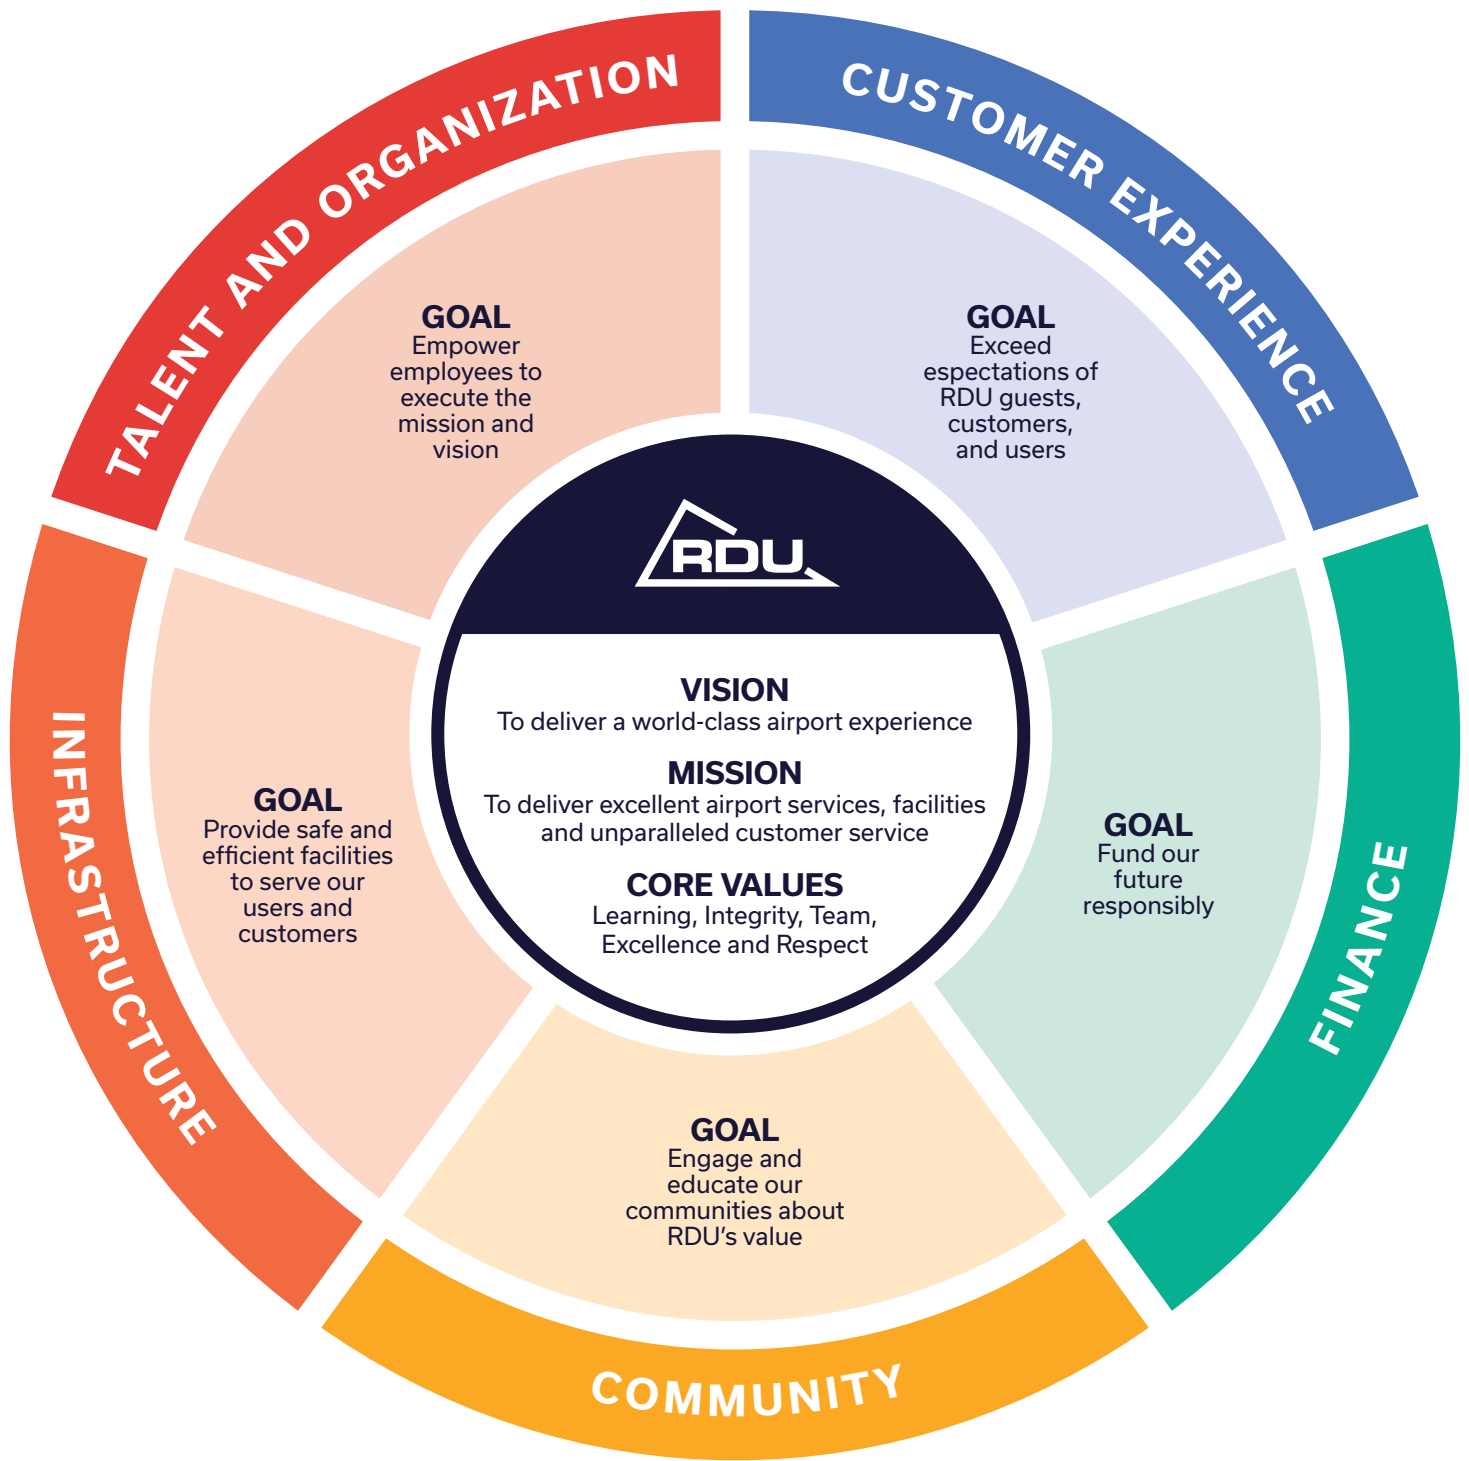 TALENT AND ORGANIZATION
GOAL
Empower
employees to
execute the
mission and
vision
CUSTOMER EXPERIENCE
GOAL
Exceed
espectations of
RDU guests,
customers,
and users
RDU
VISION
To deliver a world-class airport experience
MISSION
To deliver excellent airport services, facilities
and unparalleled customer service
CORE VALUES
Learning, Integrity, Team,
Excellence and Respect
INFRASTRUCTURE
GOAL
Provide safe and
efficient facilities
to serve our
users and
customers
GOAL
Fund our
future
responsibly
FINANCE
GOAL
Engage and
educate our
communities about
RDU's value
COMMUNITY